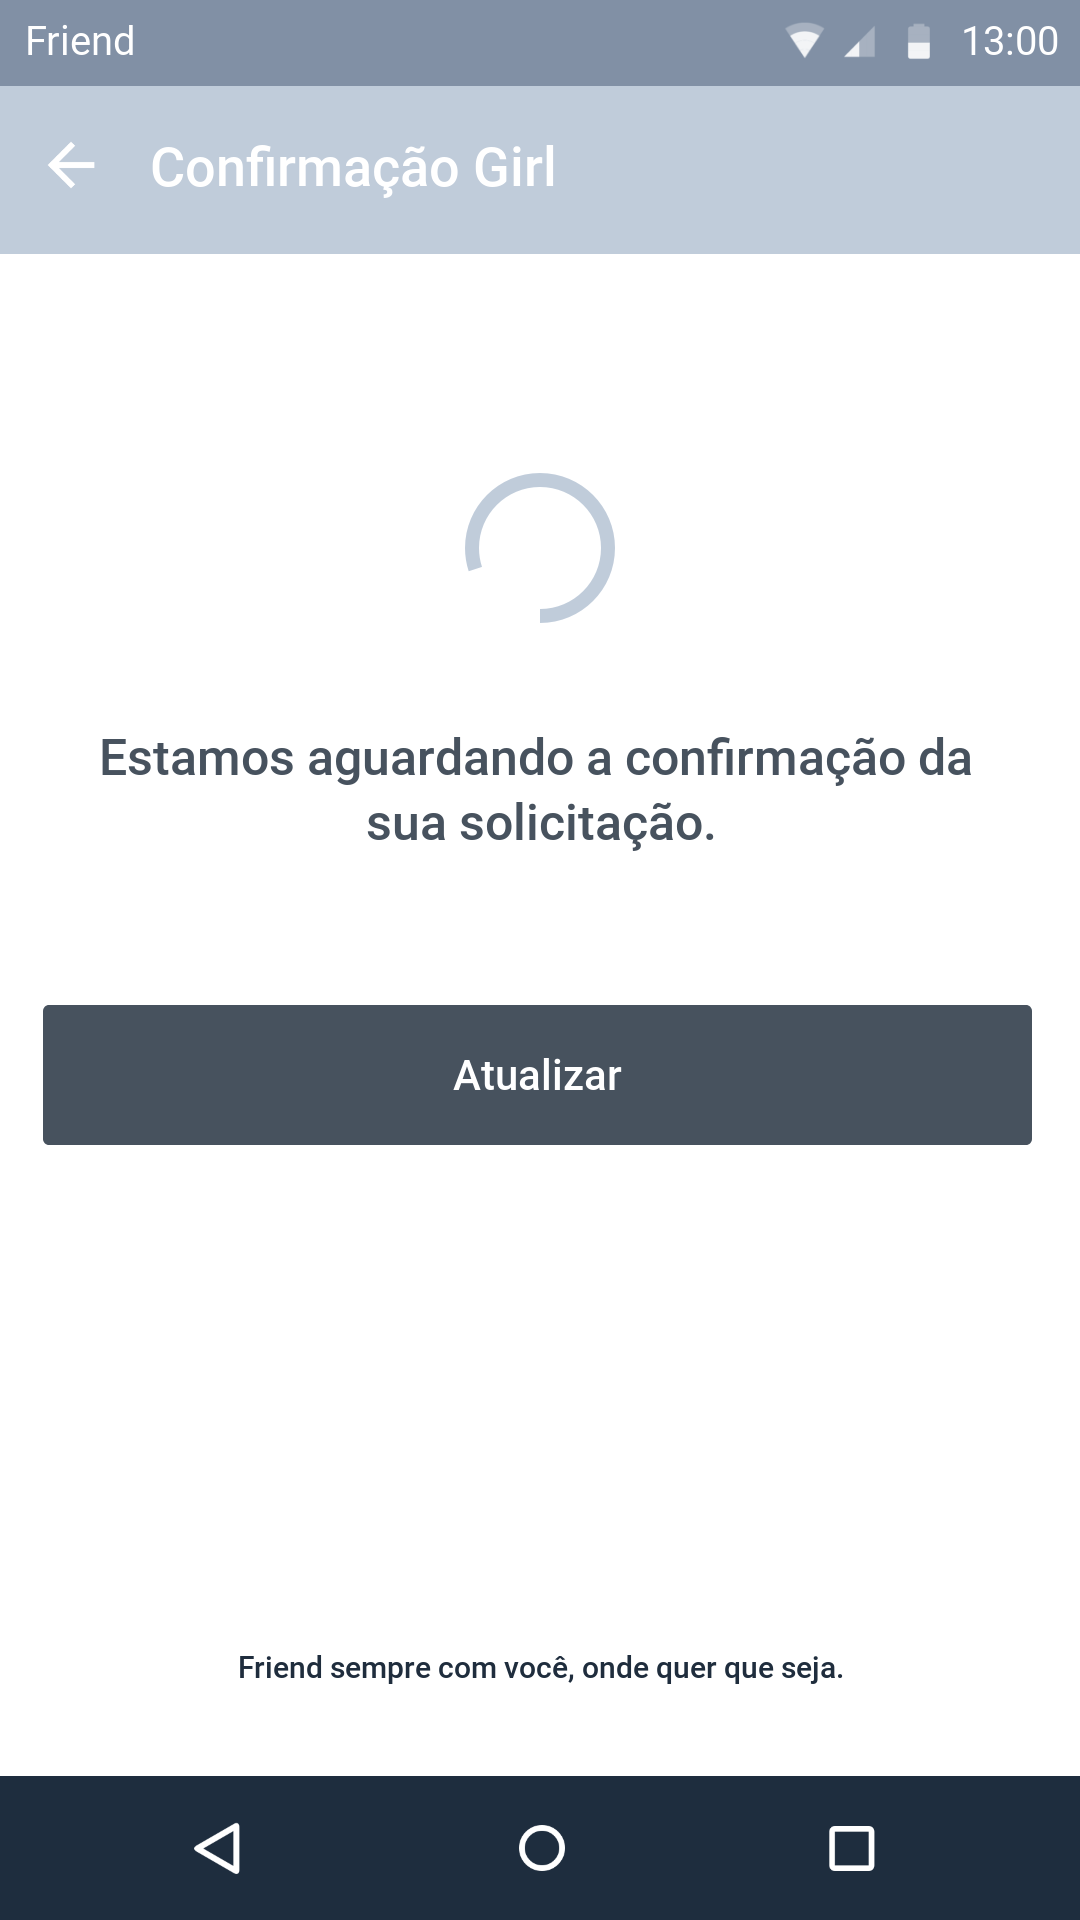 Friend 13:00
Confirmação Girl
Estamos aguardando a confirmação da
sua solicitação.
Atualizar
Friend sempre com você, onde quer que seja.